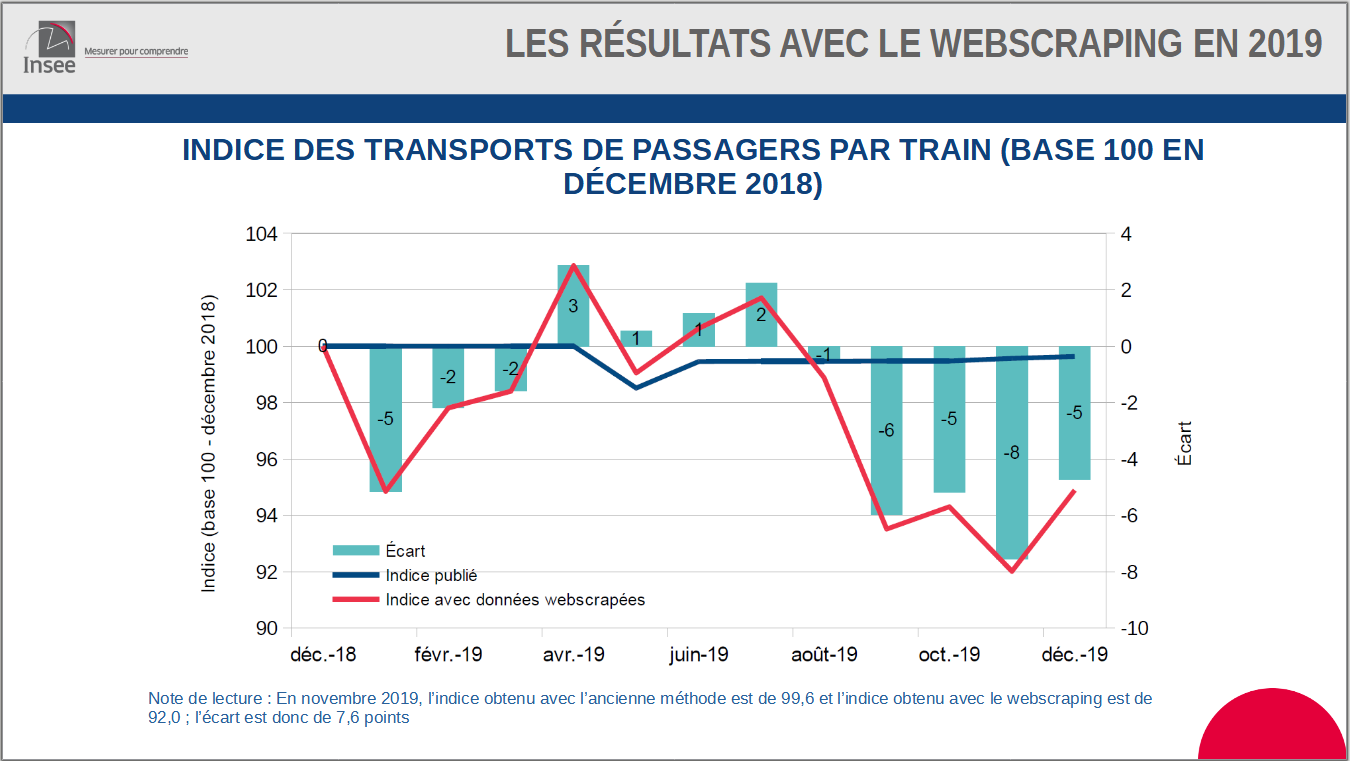 Insee
Mesurer pour comprendre
LES RÉSULTATS AVEC LE WEBSCRAPING EN 2019
INDICE DES TRANSPORTS DE PASSAGERS PAR TRAIN (BASE 100 EN
DÉCEMBRE 2018)
Indice (base 100 - décembre 2018)
104
102
100
98
96
94
92
90
4
2
0
-2
-4
-6
-8
-10
Écart
0
-5
-2
-2
3
1
1
2
-1
-6
-5
-8
-5
Écart
Indice publié
Indice avec données webscrapées
déc.-18
févr.-19
avr.-19
juin-19
août-19
oct.-19
déc.-19
Note de lecture : En novembre 2019, l’indice obtenu avec l’ancienne méthode est de 99,6 et l’indice obtenu avec le webscraping est de
92,0 ; l’écart est donc de 7,6 points